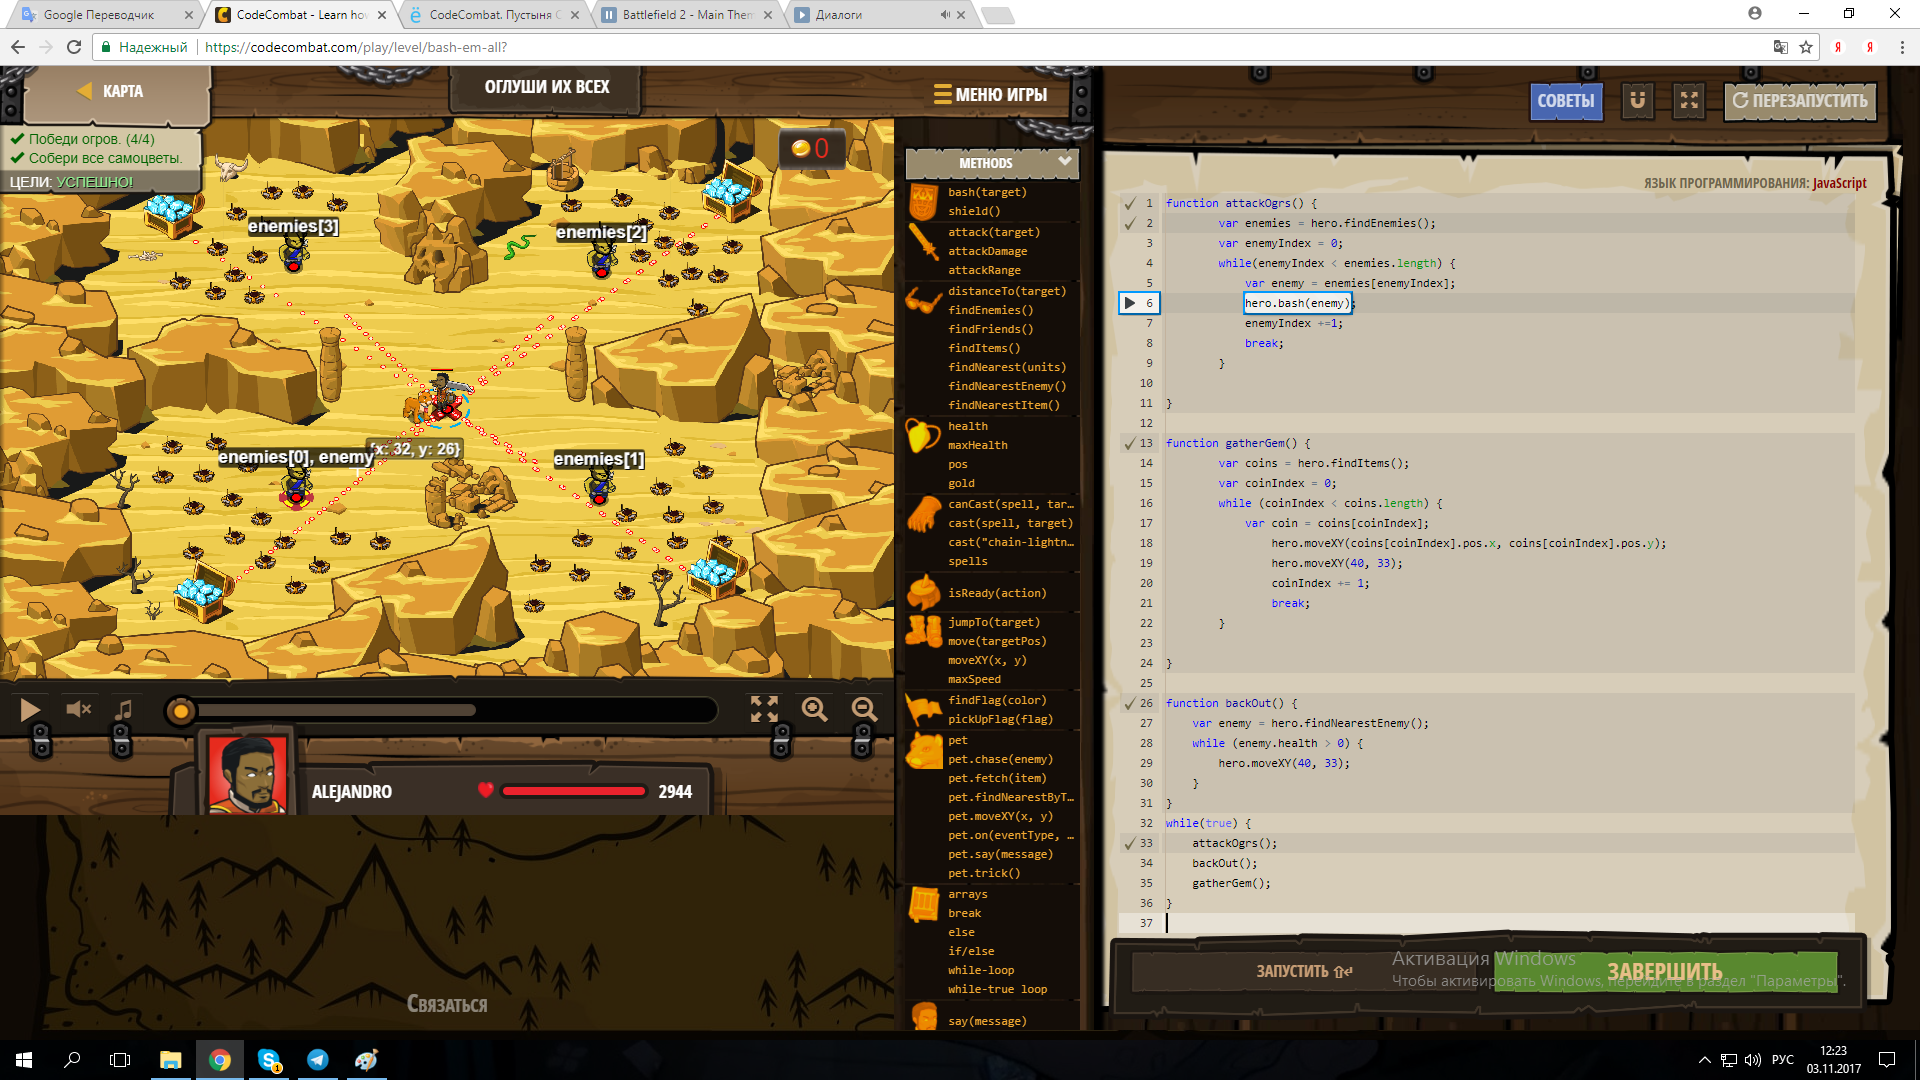 Google Переводчик
CodeCombat - Learn how
CodeCombat. Пустыня С
Battlefield 2 - Main Them
Диалоги
Надежный
https://codecombat.com/play/level/bash-em-all?
КАРТА
ОГЛУШИ ИХ ВСЕХ
МЕНЮ ИГРЫ
СОВЕТЫ
ПЕРЕЗАПУСТИТЬ
Победи огров. (4/4)
Собери все самоцветы.
ЦЕЛИ: УСПЕШНО!
0
enemies[3]
enemies[2]
{x: 32, y: 26}
enemies[0], enemy
enemies[1]
ALEJANDRO
2944
Связаться
METHODS
bash(target)
shield()
attack(target)
attackDamage
attackRange
distanceTo(target)
findEnemies()
findFriends()
findItems()
findNearest(units)
findNearestEnemy()
findNearestItem()
health
maxHealth
pos
gold
canCast(spell, tar…
cast(spell, target)
cast("chain-lightn…
spells
isReady(action)
jumpTo(target)
move(targetPos)
moveXY(x, y)
maxSpeed
findFlag(color)
pickUpFlag(flag)
pet
pet.chase(enemy)
pet.fetch(item)
pet.findNearestByT…
pet.moveXY(x, y)
pet.on(eventType, …
pet.say(message)
pet.trick()
arrays
break
else
if/else
while-loop
while-true loop
say(message)
ЯЗЫК ПРОГРАММИРОВАНИЯ: JavaScript
1 function attackOgrs() {
2 var enemies = hero.findEnemies();
3 var enemyIndex = 0;
4 while(enemyIndex < enemies.length) {
5 var enemy = enemies[enemyIndex];
6 hero.bash(enemy);
7 enemyIndex +=1;
8 break;
9 }
10
11 }
12
13 function gatherGem() {
14 var coins = hero.findItems();
15 var coinIndex = 0;
16 while (coinIndex < coins.length) {
17 var coin = coins[coinIndex];
18 hero.moveXY(coins[coinIndex].pos.x, coins[coinIndex].pos.y);
19 hero.moveXY(40, 33);
20 coinIndex += 1;
21 break;
22 }
23
24 }
25
26 function backOut() {
27 var enemy = hero.findNearestEnemy();
28 while (enemy.health > 0) {
29 hero.moveXY(40, 33);
30 }
31 }
32 while(true) {
33 attackOgrs();
34 backOut();
35 gatherGem();
36 }
37
ЗАПУСТИТЬ
ЗАВЕРШИТЬ
Активация Windows
Чтобы активировать Windows, перейдите в раздел "Параметры".
РУС
12:23
03.11.2017